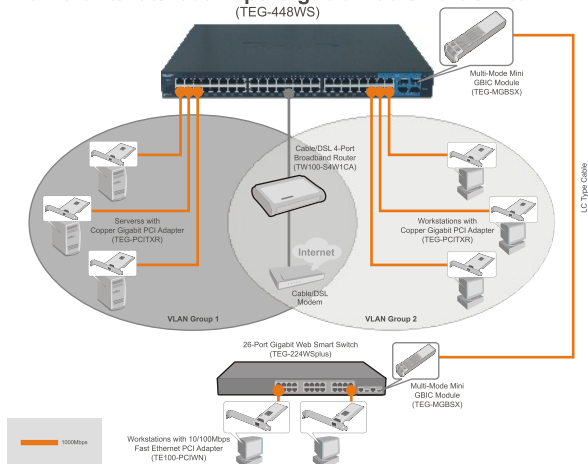 (TEG-448WS)
Multi-Mode Mini
GBIC Module
(TEG-MGBSX)
Cable/DSL 4-Port
Broadband Router
(TW100-S4W1CA)
LC Type Cable
Serverss with
Copper Gigabit PCI Adapter
(TEG-PCITXR)
Workstations with
Copper Gigabit PCI Adapter
(TEG-PCITXR)
Internet
Cable/DSL
Modem
VLAN Group 1
VLAN Group 2
26-Port Gigabit Web Smart Switch
(TEG-224WSplus)
Multi-Mode Mini
GBIC Module
(TEG-MGBSX)
Workstations with 10/100Mbps
Fast Ethernet PCI Adapter
(TE100-PCIWN)
1000Mbps